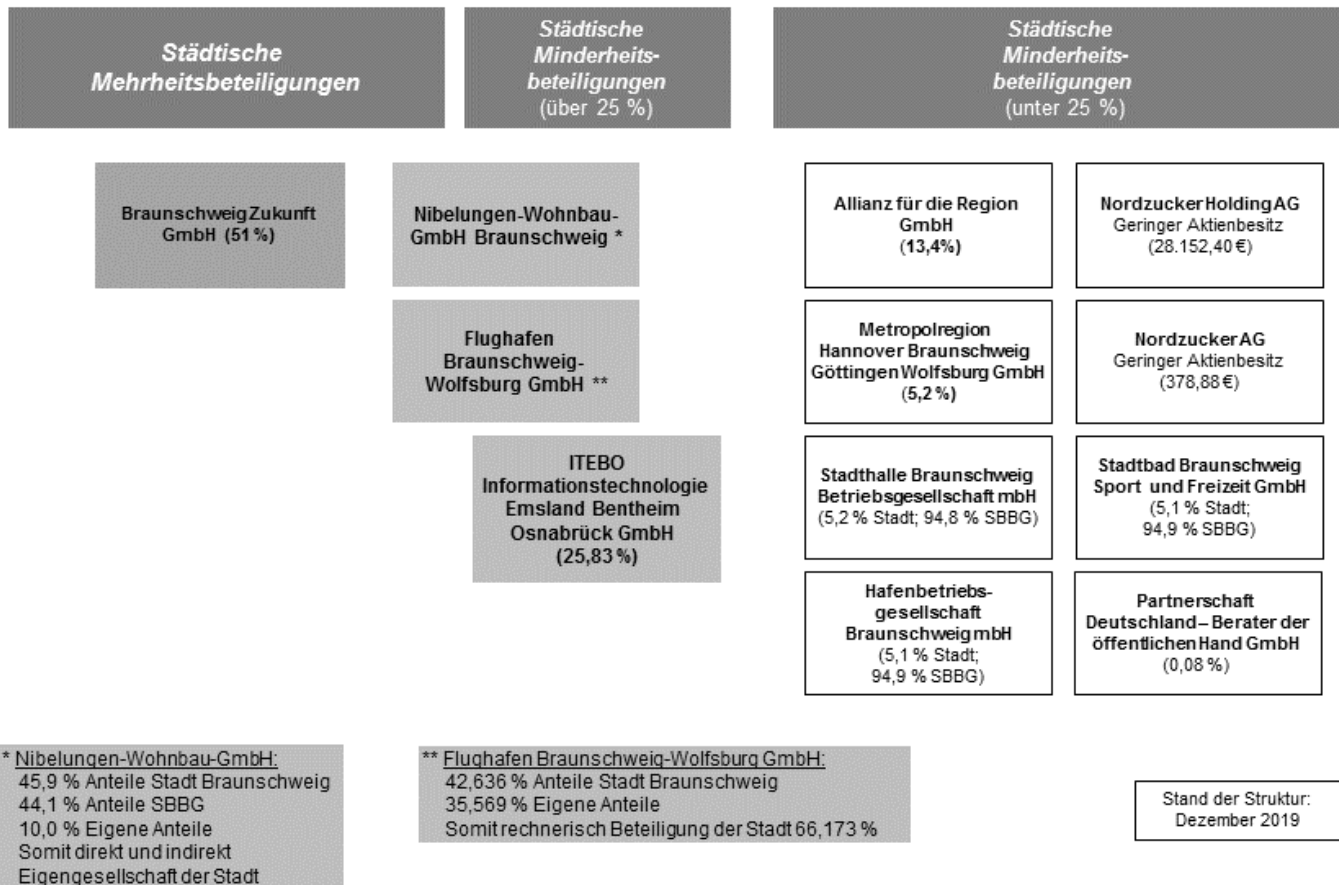 Städtische
Mehrheitsbeteiligungen
Städtische
Minderheits-
beteiligungen
(über 25 %)
Städtische
Minderheits-
beteiligungen
(unter 25 %)
Braunschweig Zukunft
GmbH (51 %)
Nibelungen-Wohnbau-
GmbH Braunschweig *
Flughafen
Braunschweig-
Wolfsburg GmbH **
ITEBO
Informationstechnologie
Emsland Bentheim
Osnabrück GmbH
(25,83 %)
Allianz für die Region
GmbH
(13,4%)
Nordzucker Holding AG
Geringer Aktienbesitz
(28.152,40 €)
Metropolregion
Hannover Braunschweig
Göttingen Wolfsburg GmbH
(5,2 %)
Nordzucker AG
Geringer Aktienbesitz
(378,88 €)
Stadthalle Braunschweig
Betriebsgesellschaft mbH
(5,2 % Stadt; 94,8 % SBBG)
Stadtbad Braunschweig
Sport und Freizeit GmbH
(5,1 % Stadt;
94,9 % SBBG)
Hafenbetriebs-
gesellschaft
Braunschweig mbH
(5,1 % Stadt;
94,9 % SBBG)
Partnerschaft
Deutschland – Berater der
öffentlichen Hand GmbH
(0,08 %)
* Nibelungen-Wohnbau-GmbH:
45,9 % Anteile Stadt Braunschweig
44,1 % Anteile SBBG
10,0 % Eigene Anteile
Somit direkt und indirekt
Eigengesellschaft der Stadt
** Flughafen Braunschweig-Wolfsburg GmbH:
42,636 % Anteile Stadt Braunschweig
35,569 % Eigene Anteile
Somit rechnerisch Beteiligung der Stadt 66,173 %
Stand der Struktur:
Dezember 2019